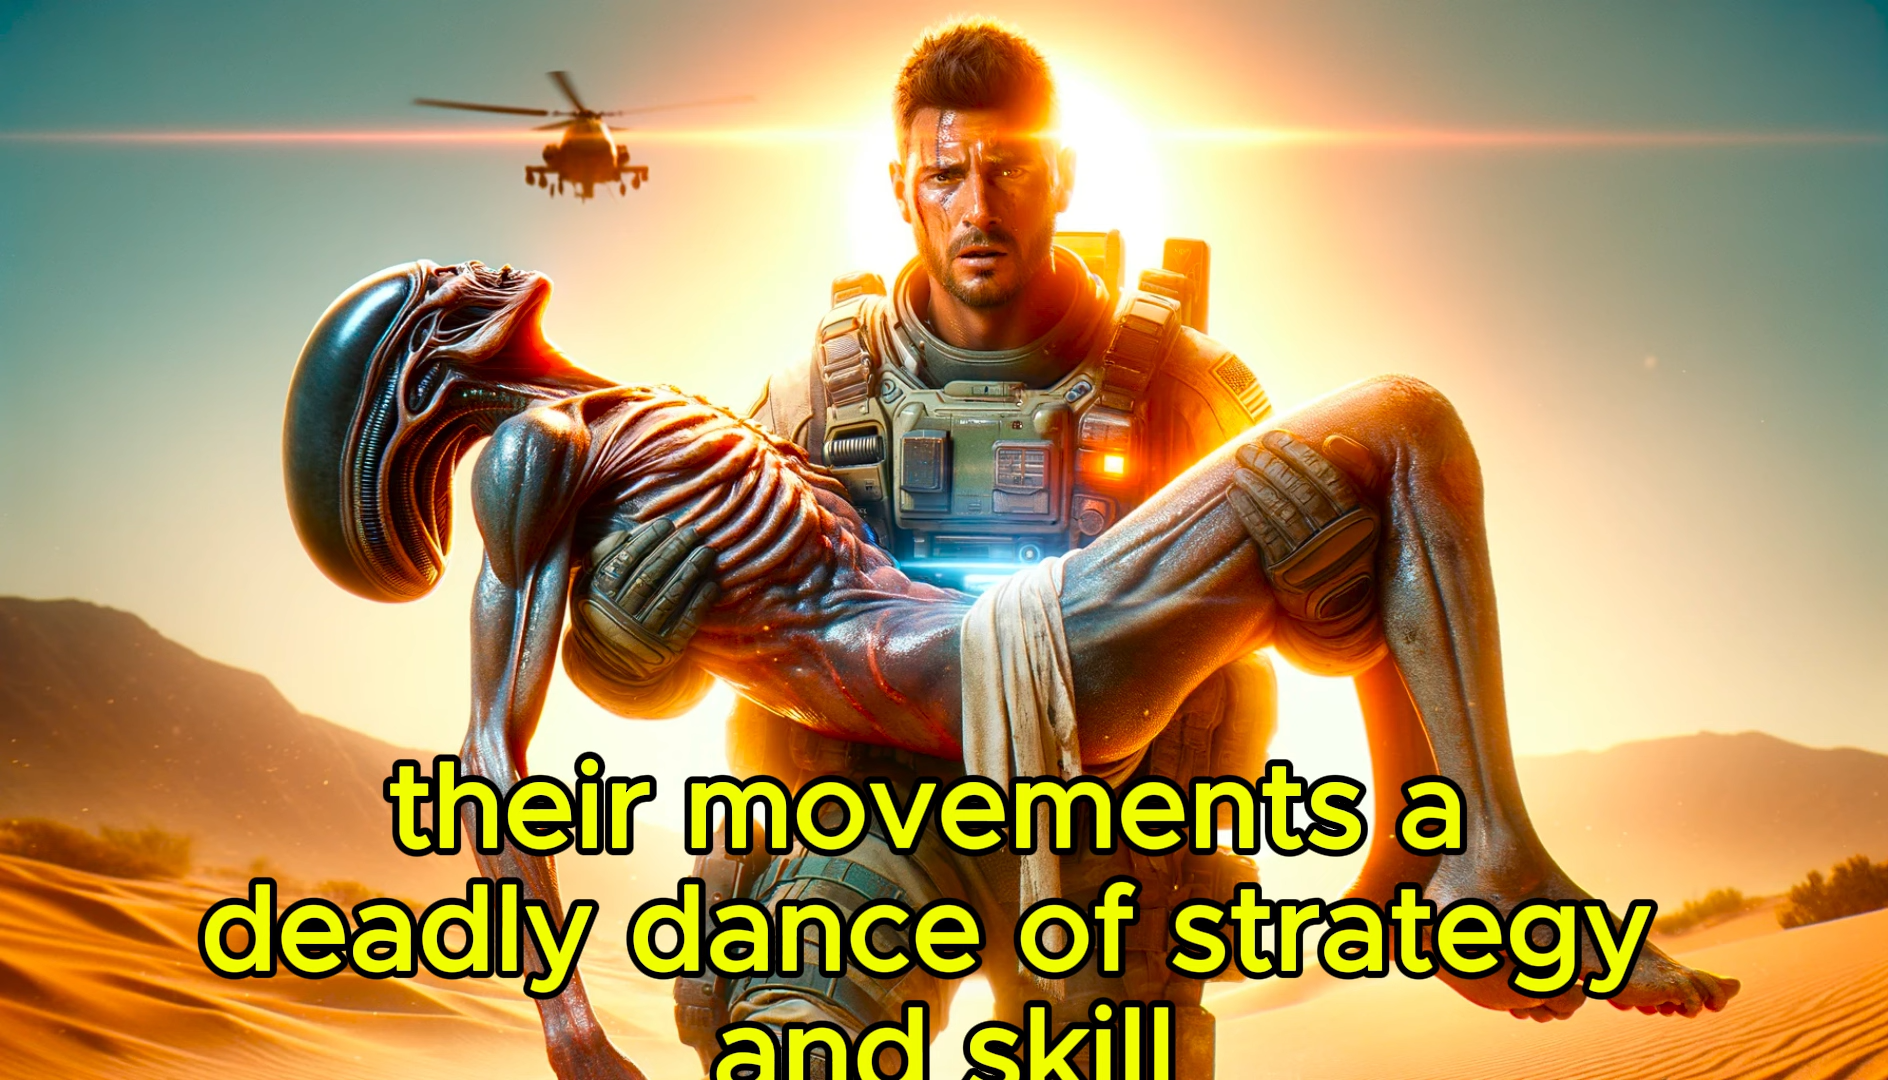 their movements a
deadly dance of strategy
and skill